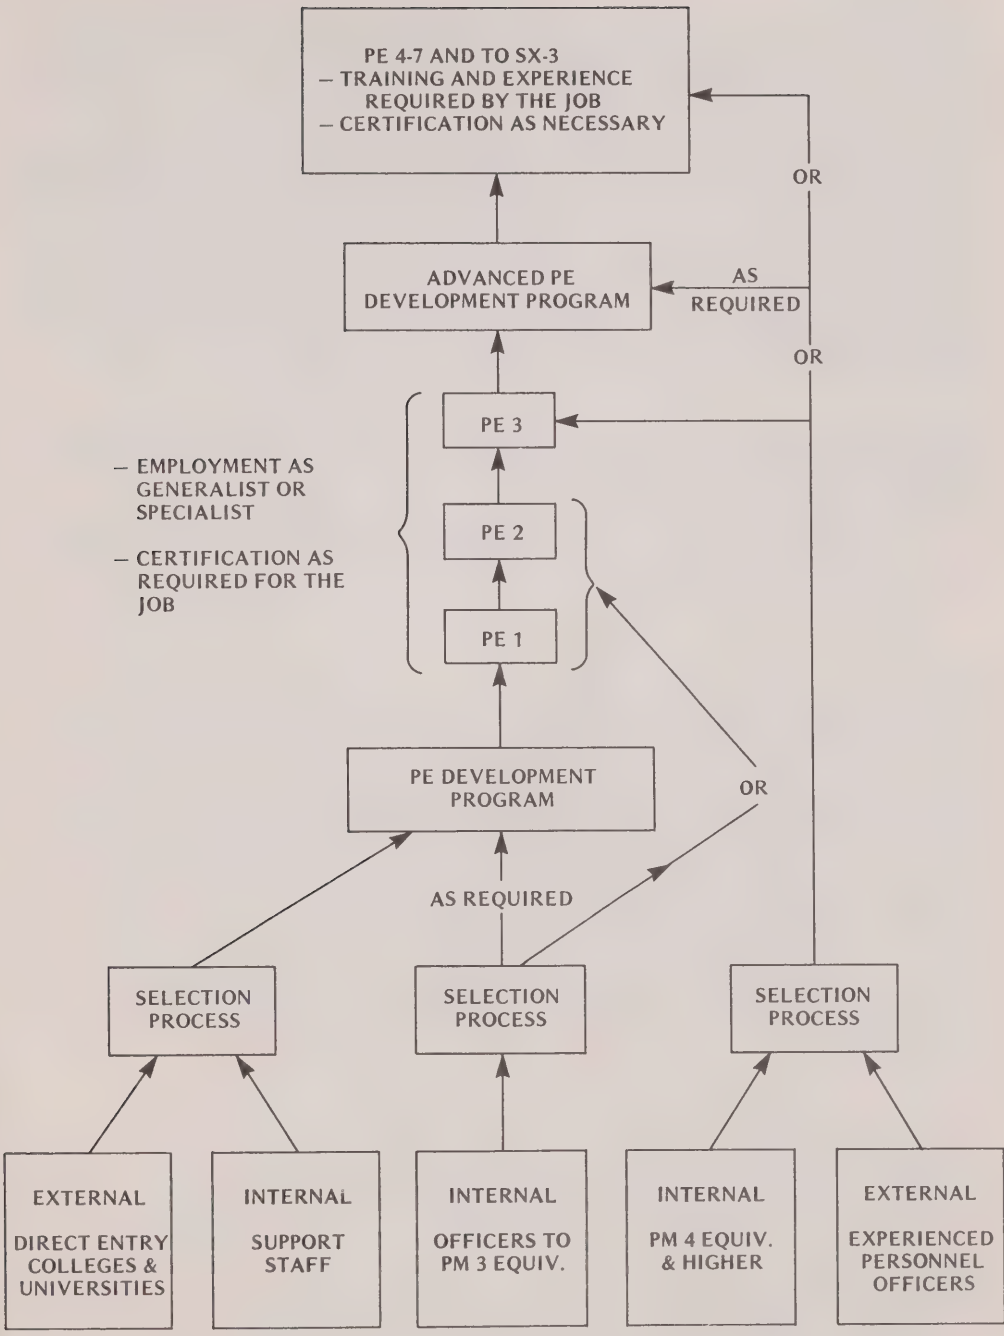 PE 4-7 AND TO SX-3
– TRAINING AND EXPERIENCE
REQUIRED BY THE JOB
– CERTIFICATION AS NECESSARY
OR
ADVANCED PE
DEVELOPMENT PROGRAM
AS
REQUIRED
OR
PE 3
– EMPLOYMENT AS
GENERALIST OR
SPECIALIST
PE 2
– CERTIFICATION AS
REQUIRED FOR THE
JOB
PE 1
PE DEVELOPMENT
PROGRAM
OR
AS REQUIRED
SELECTION
PROCESS
SELECTION
PROCESS
SELECTION
PROCESS
EXTERNAL
DIRECT ENTRY
COLLEGES &
UNIVERSITIES
INTERNAL
SUPPORT
STAFF
INTERNAL
OFFICERS TO
PM 3 EQUIV.
INTERNAL
PM 4 EQUIV.
& HIGHER
EXTERNAL
EXPERIENCED
PERSONNEL
OFFICERS